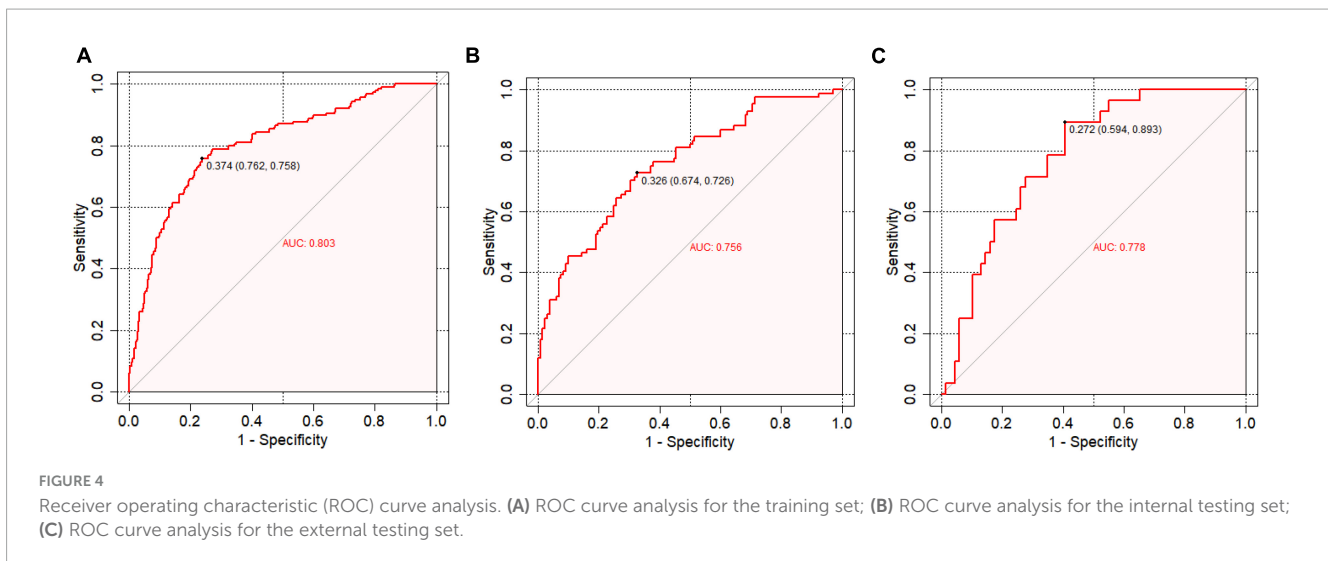 A
Sensitivity
0.0 0.2 0.4 0.6 0.8 1.0
0.374 (0.762, 0.758)
AUC: 0.803
0.0 0.2 0.4 0.6 0.8 1.0
1 - Specificity
B
Sensitivity
0.0 0.2 0.4 0.6 0.8 1.0
0.326 (0.674, 0.726)
AUC: 0.756
0.0 0.2 0.4 0.6 0.8 1.0
1 - Specificity
C
Sensitivity
0.0 0.2 0.4 0.6 0.8 1.0
0.272 (0.594, 0.893)
AUC: 0.778
0.0 0.2 0.4 0.6 0.8 1.0
1 - Specificity
FIGURE 4
Receiver operating characteristic (ROC) curve analysis. (A) ROC curve analysis for the training set; (B) ROC curve analysis for the internal testing set;
(C) ROC curve analysis for the external testing set.